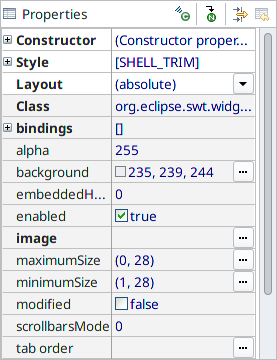 Properties
Constructor (Constructor proper...
Style [SHELL_TRIM]
Layout (absolute)
Class org.eclipse.swt.widg...
bindings []
alpha 255
background 235, 239, 244 ...
embeddedH... 0
enabled true
image ...
maximumSize (0, 28) ...
minimumSize (1, 28) ...
modified false
scrollbarsMode 0
tab order ...